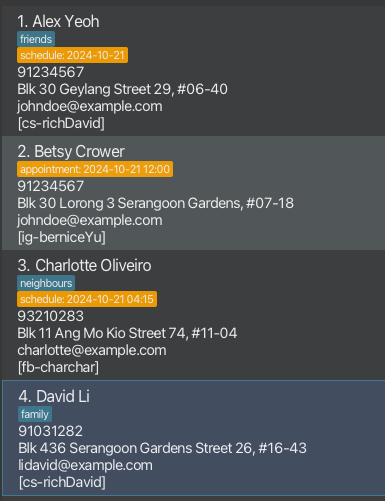 1. Alex Yeoh
friends
schedule: 2024-10-21
91234567
Blk 30 Geylang Street 29, #06-40
johndoe@example.com
[cs-richDavid]
2. Betsy Crower
appointment: 2024-10-21 12:00
91234567
Blk 30 Lorong 3 Serangoon Gardens, #07-18
johndoe@example.com
[ig-berniceYu]
3. Charlotte Oliveiro
neighbours
schedule: 2024-10-21 04:15
93210283
Blk 11 Ang Mo Kio Street 74, #11-04
charlotte@example.com
[fb-charchar]
4. David Li
family
91031282
Blk 436 Serangoon Gardens Street 26, #16-43
lidavid@example.com
[cs-richDavid]